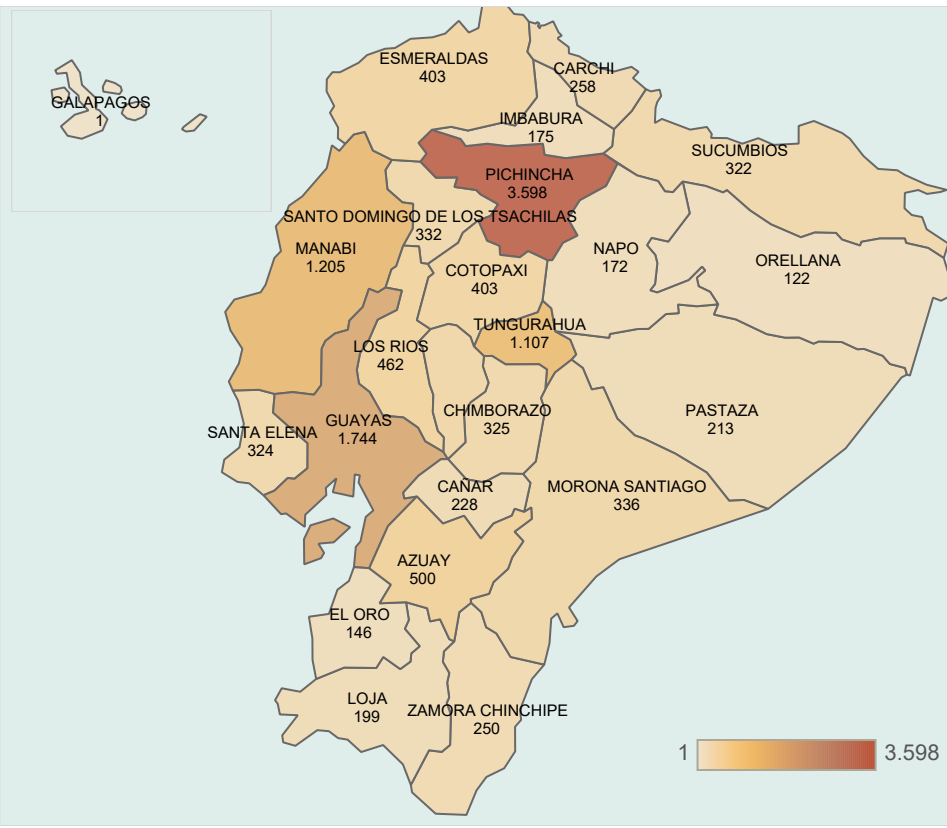 ESMERALDAS
403
CARCHI
258
GALAPAGOS
1
IMBABURA
175
SUCUMBIOS
322
PICHINCHA
3.598
SANTO DOMINGO DE LOS TSACHILAS
332
MANABI
1.205
NAPO
172
ORELLANA
122
COTOPAXI
403
TUNGURAHUA
1.107
LOS RIOS
462
CHIMBORAZO
325
PASTAZA
213
GUAYAS
1.744
SANTA ELENA
324
CAÑAR
228
MORONA SANTIAGO
336
AZUAY
500
EL ORO
146
LOJA
199
ZAMORA CHINCHIPE
250
1
3.598